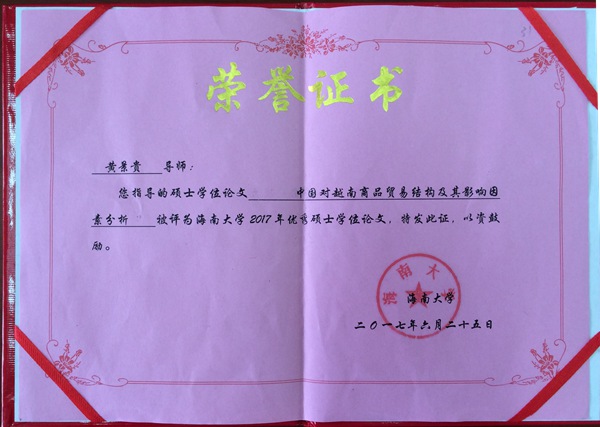 荣誉证书
黄景贵 导师：
您指导的硕士学位论文 中国对越南商品贸易结构及其影响因
素分析 被评为海南大学2017年优秀硕士学位论文，特发此证，以资鼓
励。
海南大学
海南大学
二〇一七年六月二十五日